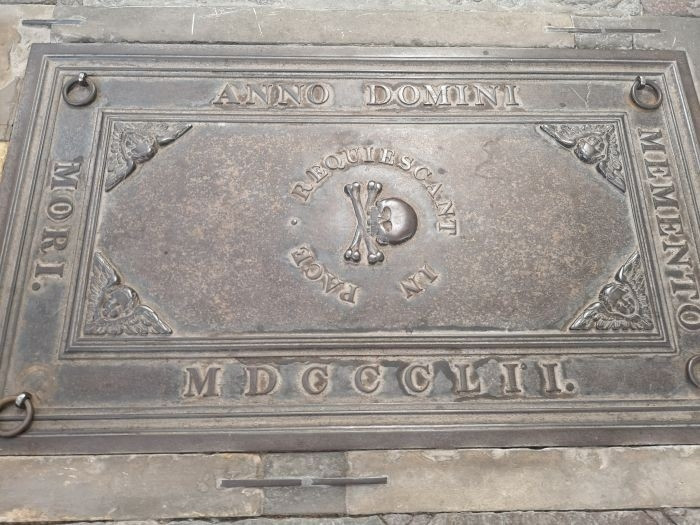 ANNO DOMINI
MEMENTO
MORI.
REQUIESCANT
IN
PACE
MDCCCLII.